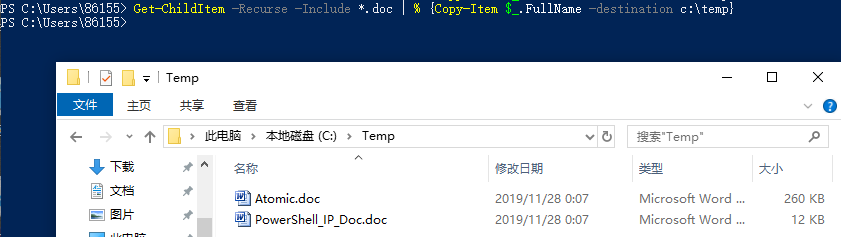 PS C:\Users\86155> Get-ChildItem -Recurse -Include *.doc | % {Copy-Item $_.FullName -destination c:\temp}
PS C:\Users\86155>
Temp
文件 主页 共享 查看
此电脑 > 本地磁盘 (C:) > Temp 搜索"Temp"
下载 名称 修改日期 类型 大小
文档 Atomic.doc 2019/11/28 0:07 Microsoft Word ... 260 KB
图片 PowerShell_IP_Doc.doc 2019/11/28 0:07 Microsoft Word ... 12 KB
此电脑